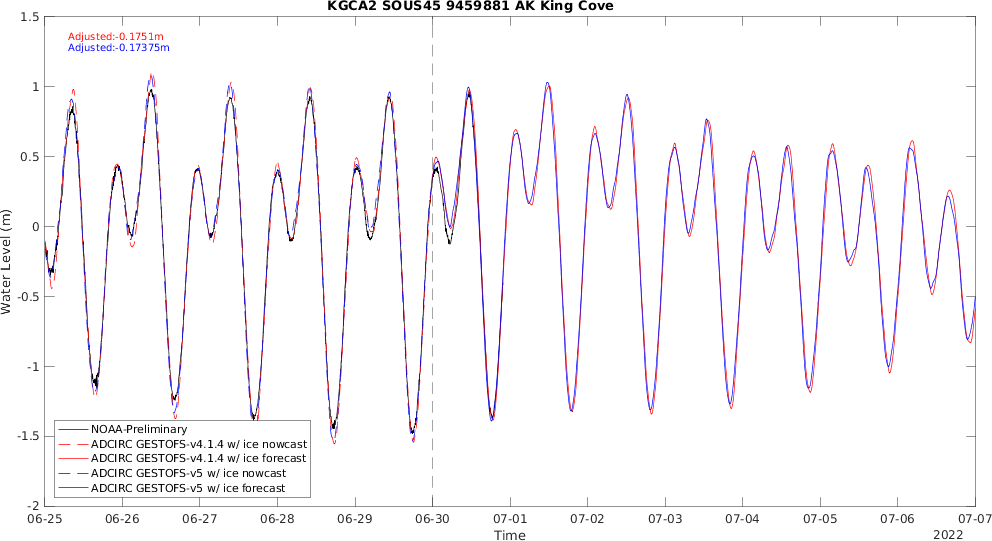 KGCA2 SOUS45 9459881 AK King Cove
Adjusted:-0.1751m
Adjusted:-0.17375m
1.5
1
0.5
0
-0.5
-1
-1.5
-2
Water Level (m)
NOAA-Preliminary
ADCIRC GESTOFS-v4.1.4 w/ ice nowcast
ADCIRC GESTOFS-v4.1.4 w/ ice forecast
ADCIRC GESTOFS-v5 w/ ice nowcast
ADCIRC GESTOFS-v5 w/ ice forecast
06-25 06-26 06-27 06-28 06-29 06-30 07-01 07-02 07-03 07-04 07-05 07-06 07-07
Time
2022